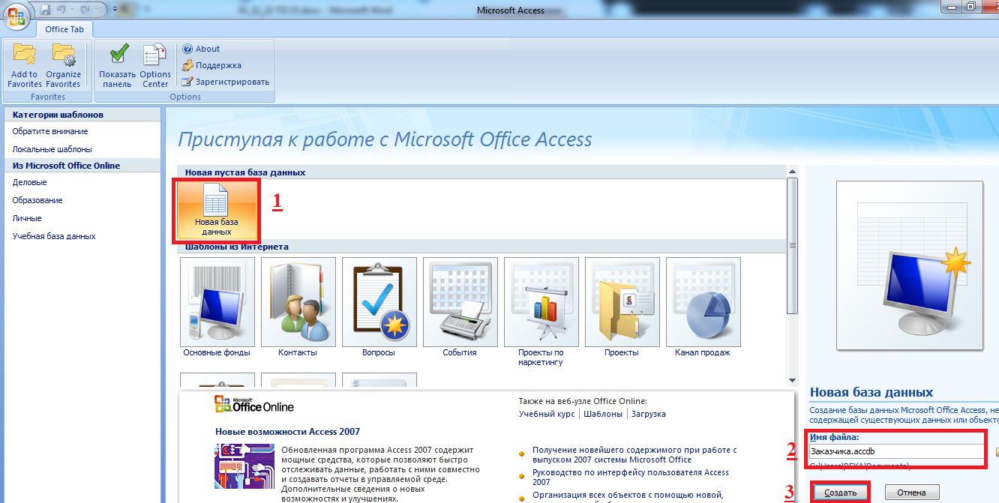 Microsoft Access
Office Tab
Add to Favorites
Organize Favorites
Favorites
Показать панель
Options Center
About
Поддержка
Зарегистрировать
Options
Категории шаблонов
Обратите внимание
Локальные шаблоны
Из Microsoft Office Online
Деловые
Образование
Личные
Учебная база данных
Приступая к работе с Microsoft Office Access
Новая пустая база данных
Новая база данных
1
Шаблоны из Интернета
Основные фонды
Контакты
Вопросы
События
Проекты по маркетингу
Проекты
Канал продаж
Microsoft
Office Online
Новые возможности Access 2007
Обновленная программа Access 2007 содержит
мощные средства, которые позволяют быстро
отслеживать данные, работать с ними совместно
и создавать отчеты в управляемой среде.
Дополнительные сведения о новых
возможностях и улучшениях.
Также на веб-узле Office Online:
Учебный курс | Шаблоны | Загрузка
Получение новейшего содержимого при работе с
выпуском 2007 системы Microsoft Office
Руководство по интерфейсу пользователя Access
2007
Организация всех объектов с помощью новой,
Новая база данных
Создание базы данных Microsoft Office Access, не
содержащей существующих данных или объекто
2
Имя файла:
Заказчика.accdb
3
Создать
Отмена